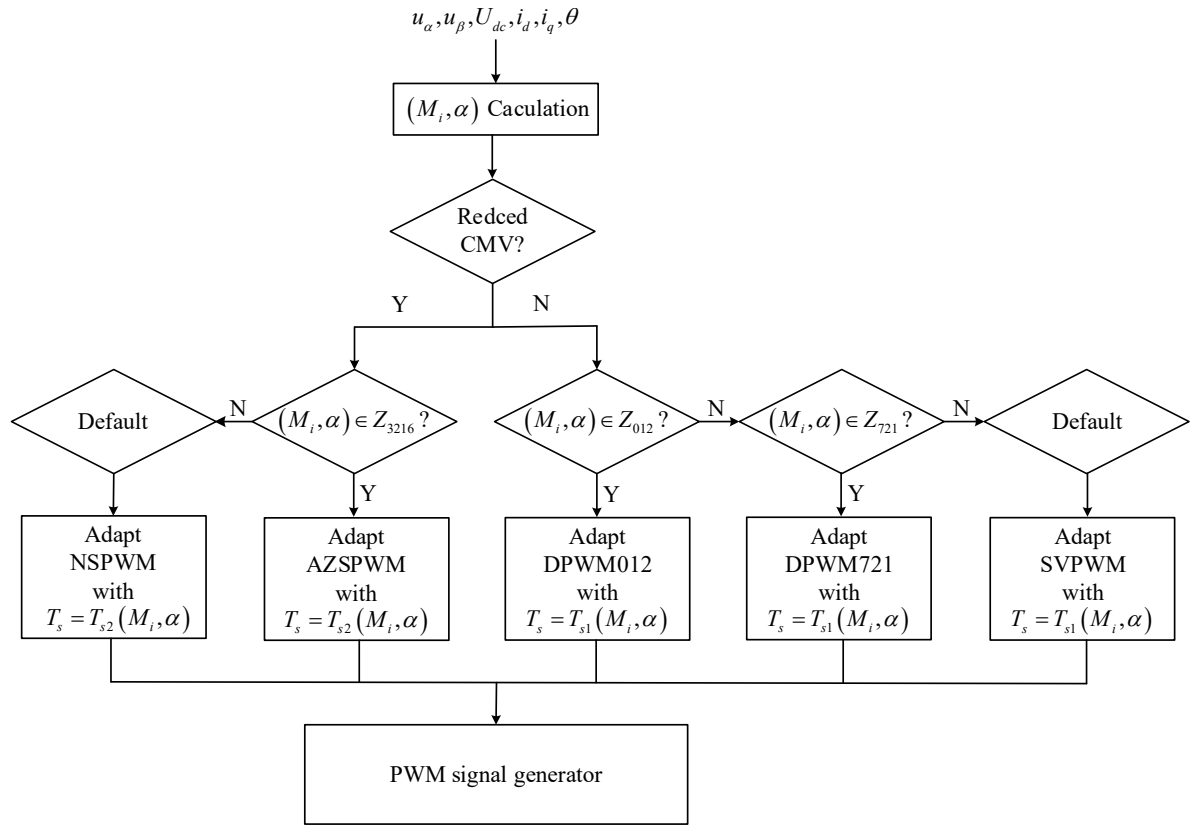 u_α,u_β,U_dc,i_d,i_q,θ
(M_i,α) Caculation
Redced
CMV?
Y
N
Default
N
(M_i,α)∈Z_3216?
(M_i,α)∈Z_012?
N
(M_i,α)∈Z_721?
N
Default
Y
Y
Y
Adapt
NSPWM
with
T_s=T_s2(M_i,α)
Adapt
AZSPWM
with
T_s=T_s2(M_i,α)
Adapt
DPWM012
with
T_s=T_s1(M_i,α)
Adapt
DPWM721
with
T_s=T_s1(M_i,α)
Adapt
SVPWM
with
T_s=T_s1(M_i,α)
PWM signal generator